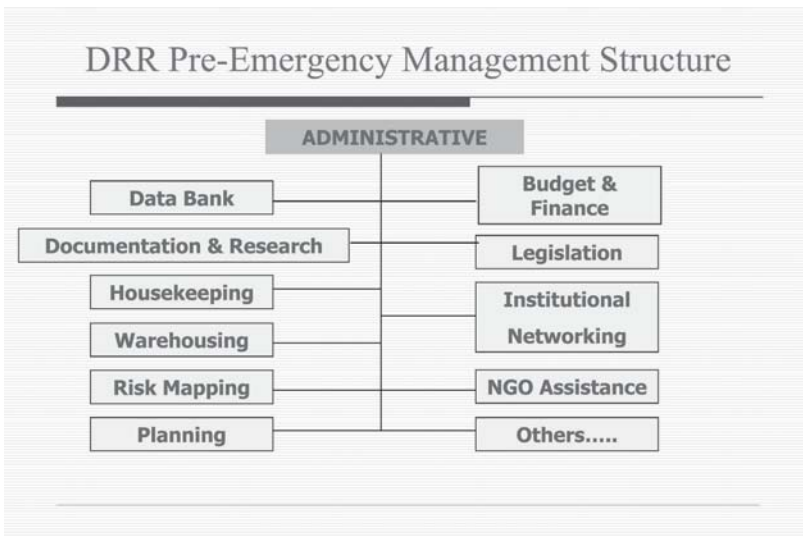 DRR Pre-Emergency Management Structure
ADMINISTRATIVE
Data Bank
Documentation & Research
Housekeeping
Warehousing
Risk Mapping
Planning
Budget &
Finance
Legislation
Institutional
Networking
NGO Assistance
Others.....